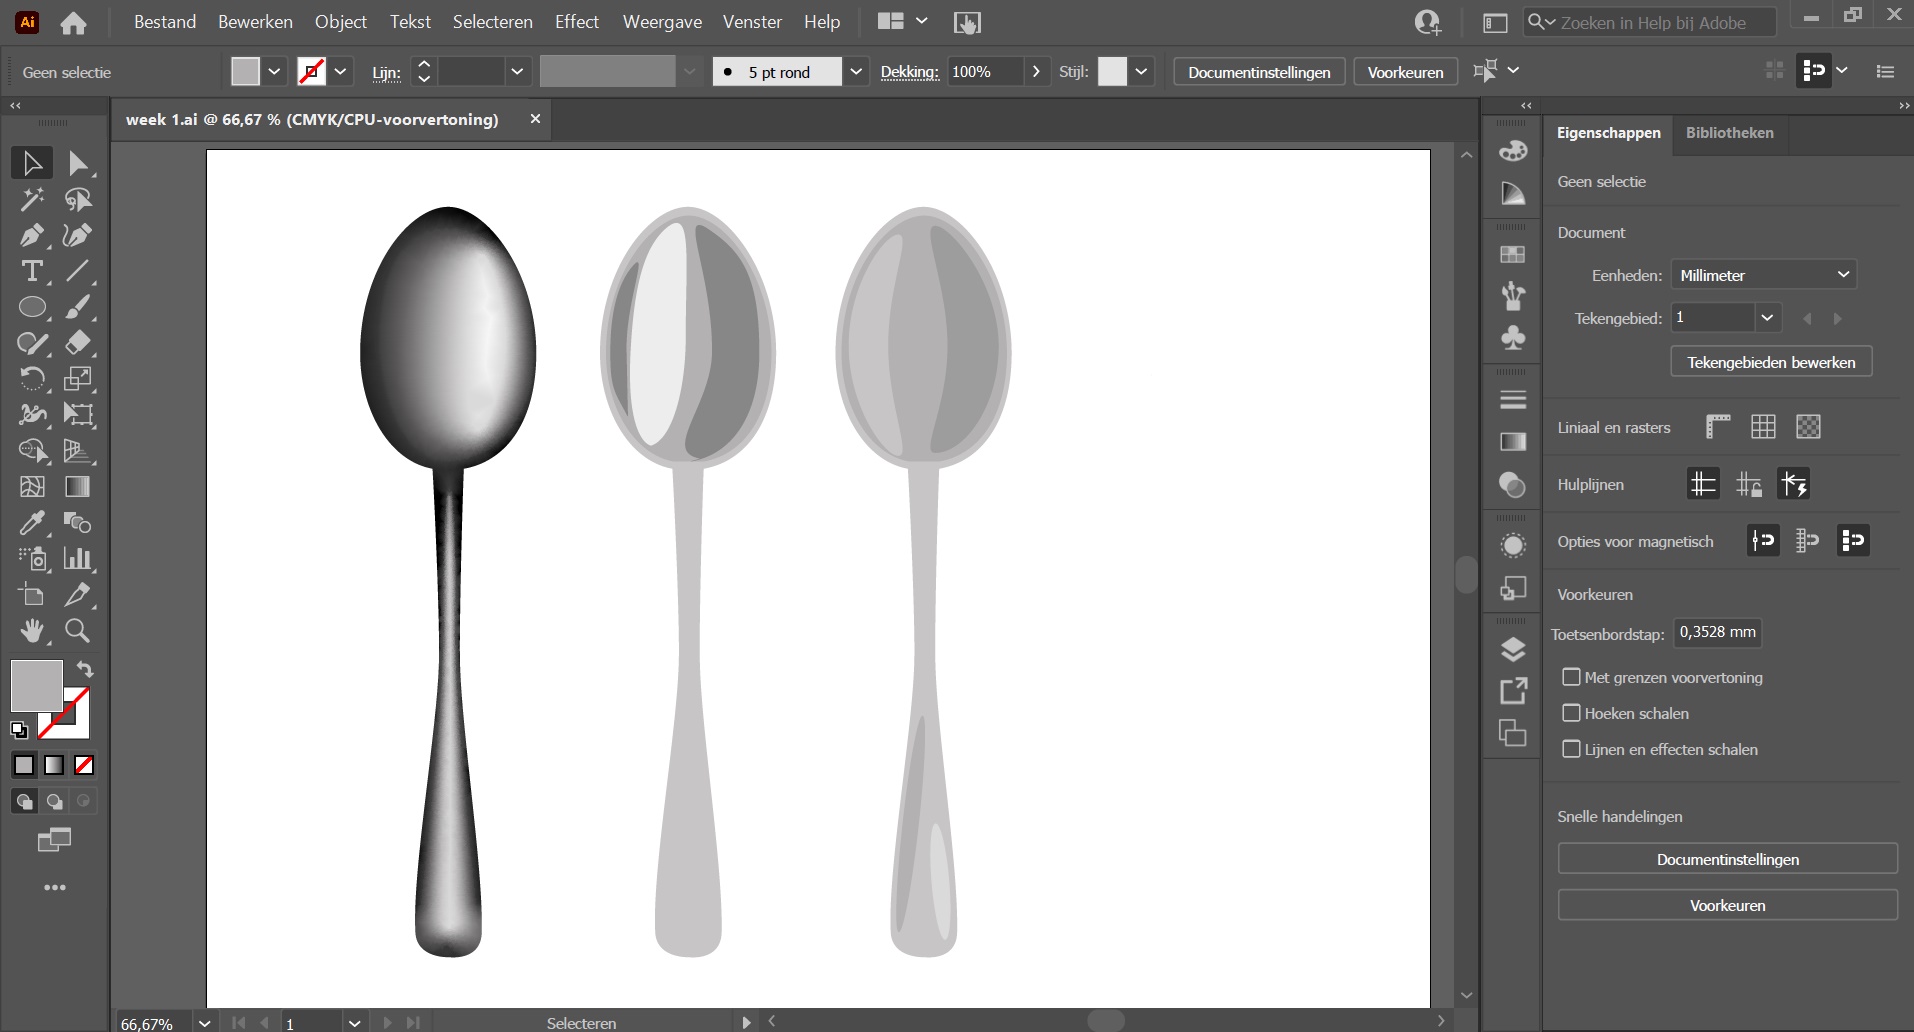 Ai
Bestand Bewerken Object Tekst Selecteren Effect Weergave Venster Help
Zoeken in Help bij Adobe
Geen selectie
Lijn:
5 pt rond
Dekking: 100%
Stijl:
Documentinstellingen
Voorkeuren
week 1.ai @ 66,67 % (CMYK/CPU-voorvertoning)
Eigenschappen Bibliotheken
Geen selectie
Document
Eenheden: Millimeter
Tekengebied: 1
Tekengebieden bewerken
Liniaal en rasters
Hulplijnen
Opties voor magnetisch
Voorkeuren
Toetsenbordstap: 0,3528 mm
Met grenzen voorvertoning
Hoeken schalen
Lijnen en effecten schalen
Snelle handelingen
Documentinstellingen
Voorkeuren
66,67% 1 Selecteren